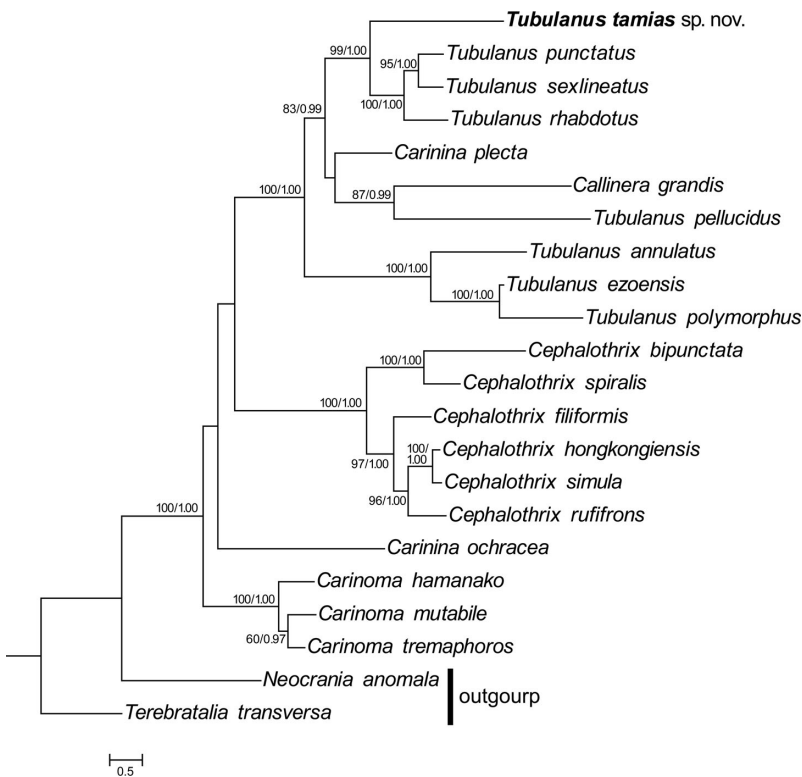 Tubulanus tamias sp. nov.
99/1.00
Tubulanus punctatus
95/1.00
Tubulanus sexlineatus
100/1.00
83/0.99
Tubulanus rhabdotus
Carinina plecta
Callinera grandis
100/1.00
87/0.99
Tubulanus pellucidus
Tubulanus annulatus
100/1.00
Tubulanus ezoensis
100/1.00
Tubulanus polymorphus
Cephalothrix bipunctata
100/1.00
Cephalothrix spiralis
100/1.00
Cephalothrix filiformis
100/
1.00
Cephalothrix hongkongiensis
97/1.00
Cephalothrix simula
96/1.00
Cephalothrix rufifrons
100/1.00
Carinina ochracea
Carinoma hamanako
100/1.00
Carinoma mutabile
60/0.97
Carinoma tremaphoros
Neocrania anomala
outgourp
Terebratalia transversa
0.5